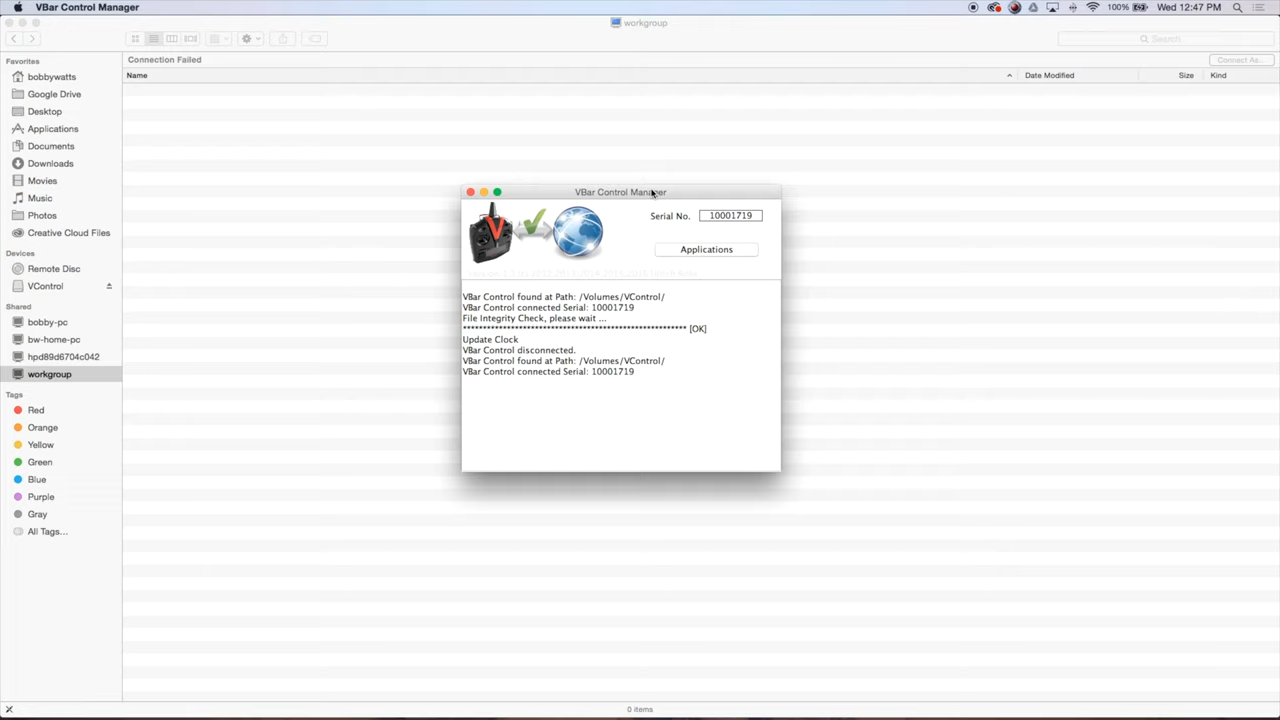 VBar Control Manager
100%
Wed 12:47 PM
workgroup
Search
Connection Failed
Connect As...
Name
Date Modified
Size
Kind
Favorites
bobbywatts
Google Drive
Desktop
Applications
Documents
Downloads
Movies
Music
Photos
Creative Cloud Files
Devices
Remote Disc
VControl
Shared
bobby-pc
bw-home-pc
hpd89d6704c042
workgroup
Tags
Red
Orange
Yellow
Green
Blue
Purple
Gray
All Tags...
VBar Control Manager
Serial No. 10001719
Applications
VBar Control found at Path: /Volumes/VControl/
VBar Control connected Serial: 10001719
File Integrity Check, please wait ...
********************************************************* [OK]
Update Clock
VBar Control disconnected.
VBar Control found at Path: /Volumes/VControl/
VBar Control connected Serial: 10001719
0 items